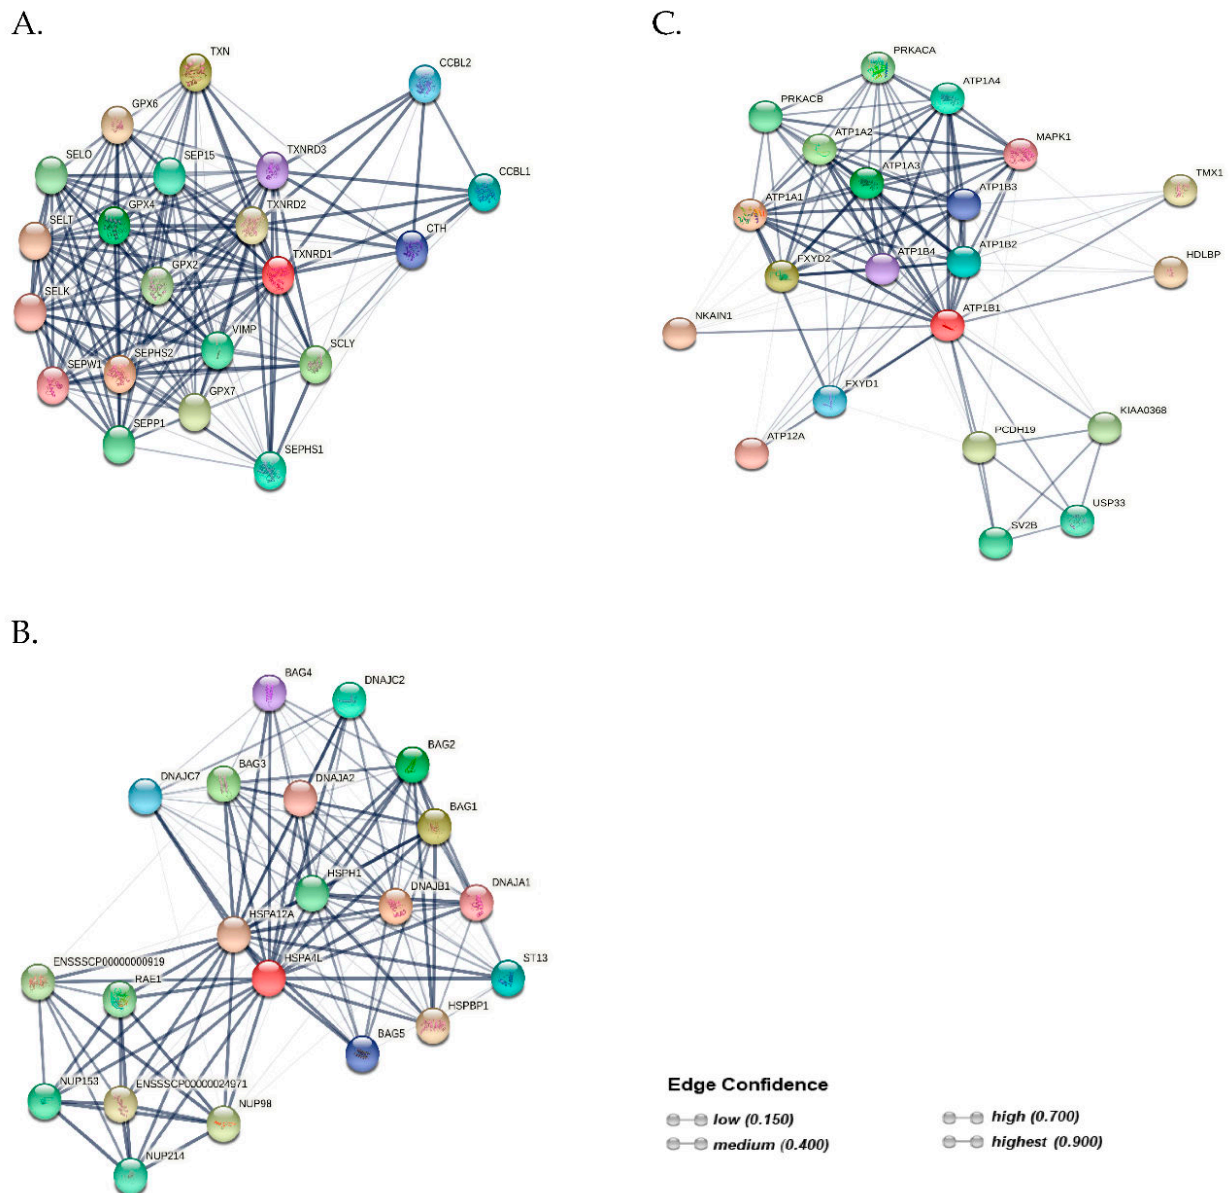 A.
C.
TXN
CCBL2
GPX6
TXNRD3
SELO
SEP15
CCBL1
GPX4
TXNRD2
SELT
CTH
TXNRD1
GPX2
SELK
VIMP
SCLY
SEPHS2
SEPW1
GPX7
SEPP1
SEPHS1
PRKACA
ATP1A4
PRKACB
ATP1A2
MAPK1
ATP1A3
TMX1
ATP1B3
ATP1A1
ATP1B2
HDLBP
FXYD2
ATP1B4
ATP1B1
NKAIN1
FXYD1
KIAA0368
PCDH19
ATP12A
USP33
SV2B
B.
BAG4
DNAJC2
BAG2
BAG3
DNAJC7
DNAJA2
BAG1
HSPH1
DNAJB1
DNAJA1
HSPA12A
HSPA4L
ST13
ENSSSCP00000000919
RAE1
HSPBP1
BAG5
NUP153
ENSSSCP00000024971
NUP98
NUP214
Edge Confidence
low (0.150)
high (0.700)
medium (0.400)
highest (0.900)